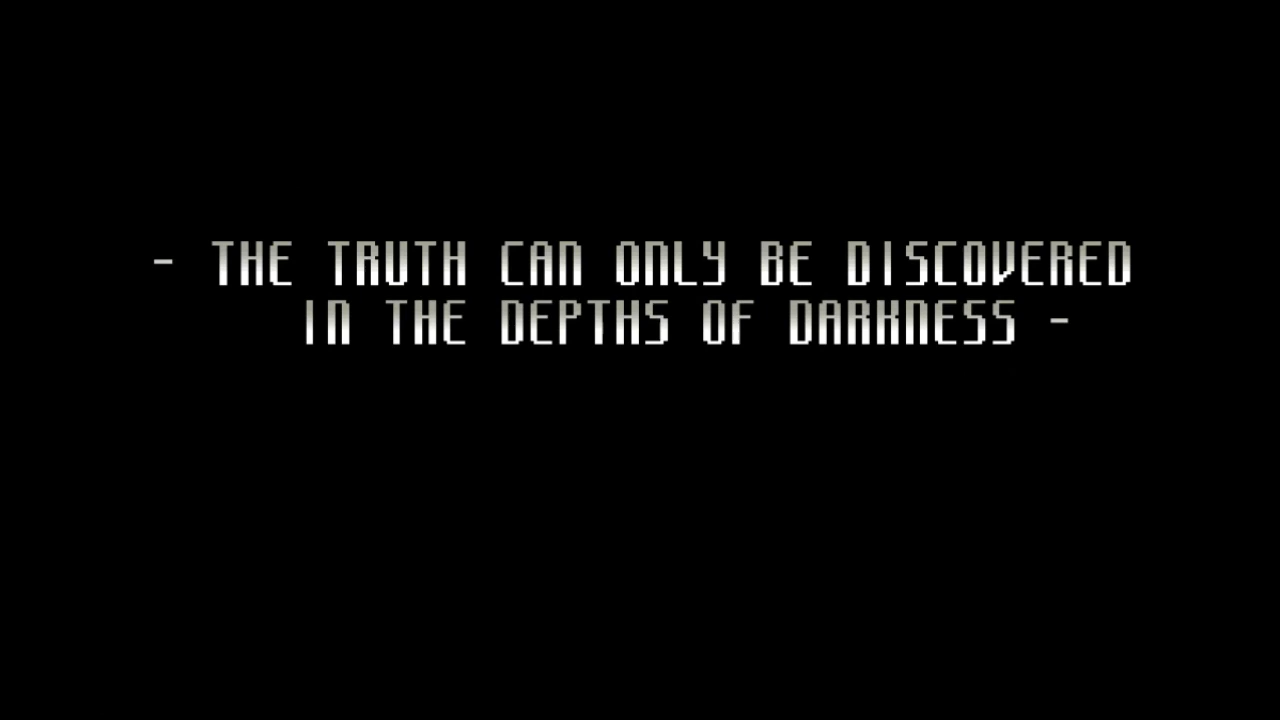 - THE TRUTH CAN ONLY BE DISCOVERED
IN THE DEPTHS OF DARKNESS -